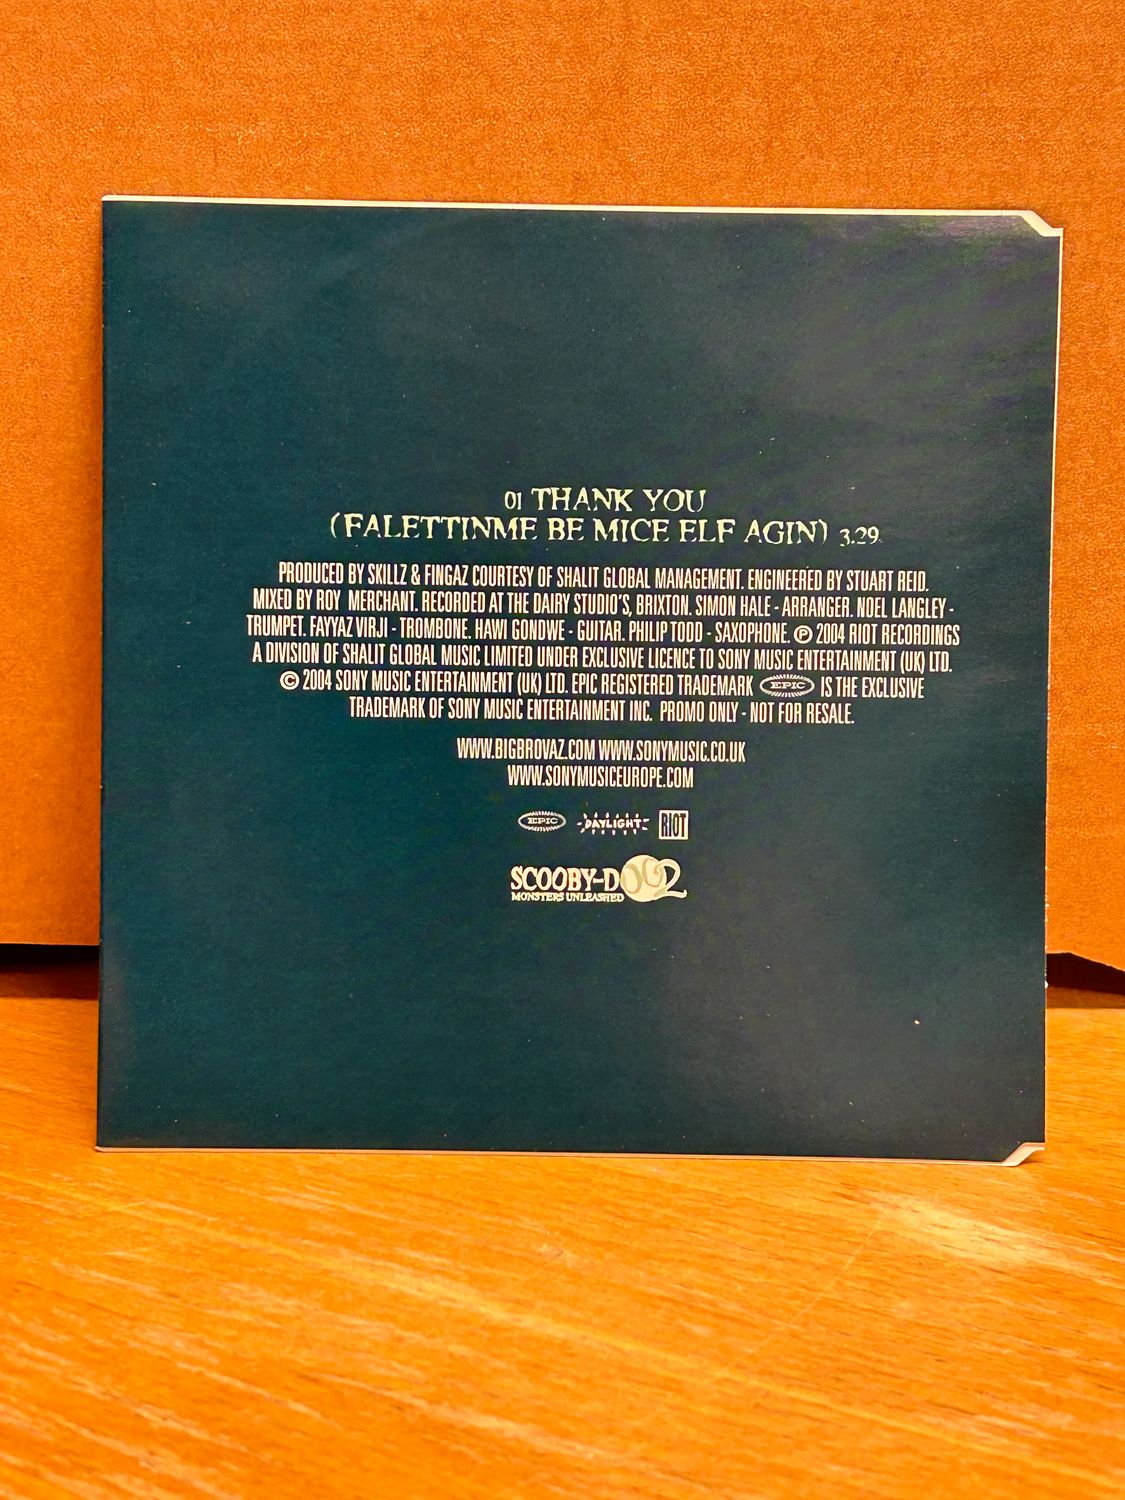 01 THANK YOU
(FALETTINME BE MICE ELF AGIN) 3.29
PRODUCED BY SKILLZ & FINGAZ COURTESY OF SHALIT GLOBAL MANAGEMENT. ENGINEERED BY STUART REID.
MIXED BY ROY MERCHANT. RECORDED AT THE DAIRY STUDIO'S, BRIXTON. SIMON HALE - ARRANGER. NOEL LANGLEY -
TRUMPET. FAYYAZ VIRJI - TROMBONE. HAWI GONDWE - GUITAR. PHILIP TODD - SAXOPHONE. ℗ 2004 RIOT RECORDINGS
A DIVISION OF SHALIT GLOBAL MUSIC LIMITED UNDER EXCLUSIVE LICENCE TO SONY MUSIC ENTERTAINMENT (UK) LTD.
© 2004 SONY MUSIC ENTERTAINMENT (UK) LTD. EPIC REGISTERED TRADEMARK EPIC IS THE EXCLUSIVE
TRADEMARK OF SONY MUSIC ENTERTAINMENT INC. PROMO ONLY - NOT FOR RESALE.
WWW.BIGBROVAZ.COM WWW.SONYMUSIC.CO.UK
WWW.SONYMUSICEUROPE.COM
EPIC DAYLIGHT RIOT
SCOOBY-DOO 2
MONSTERS UNLEASHED